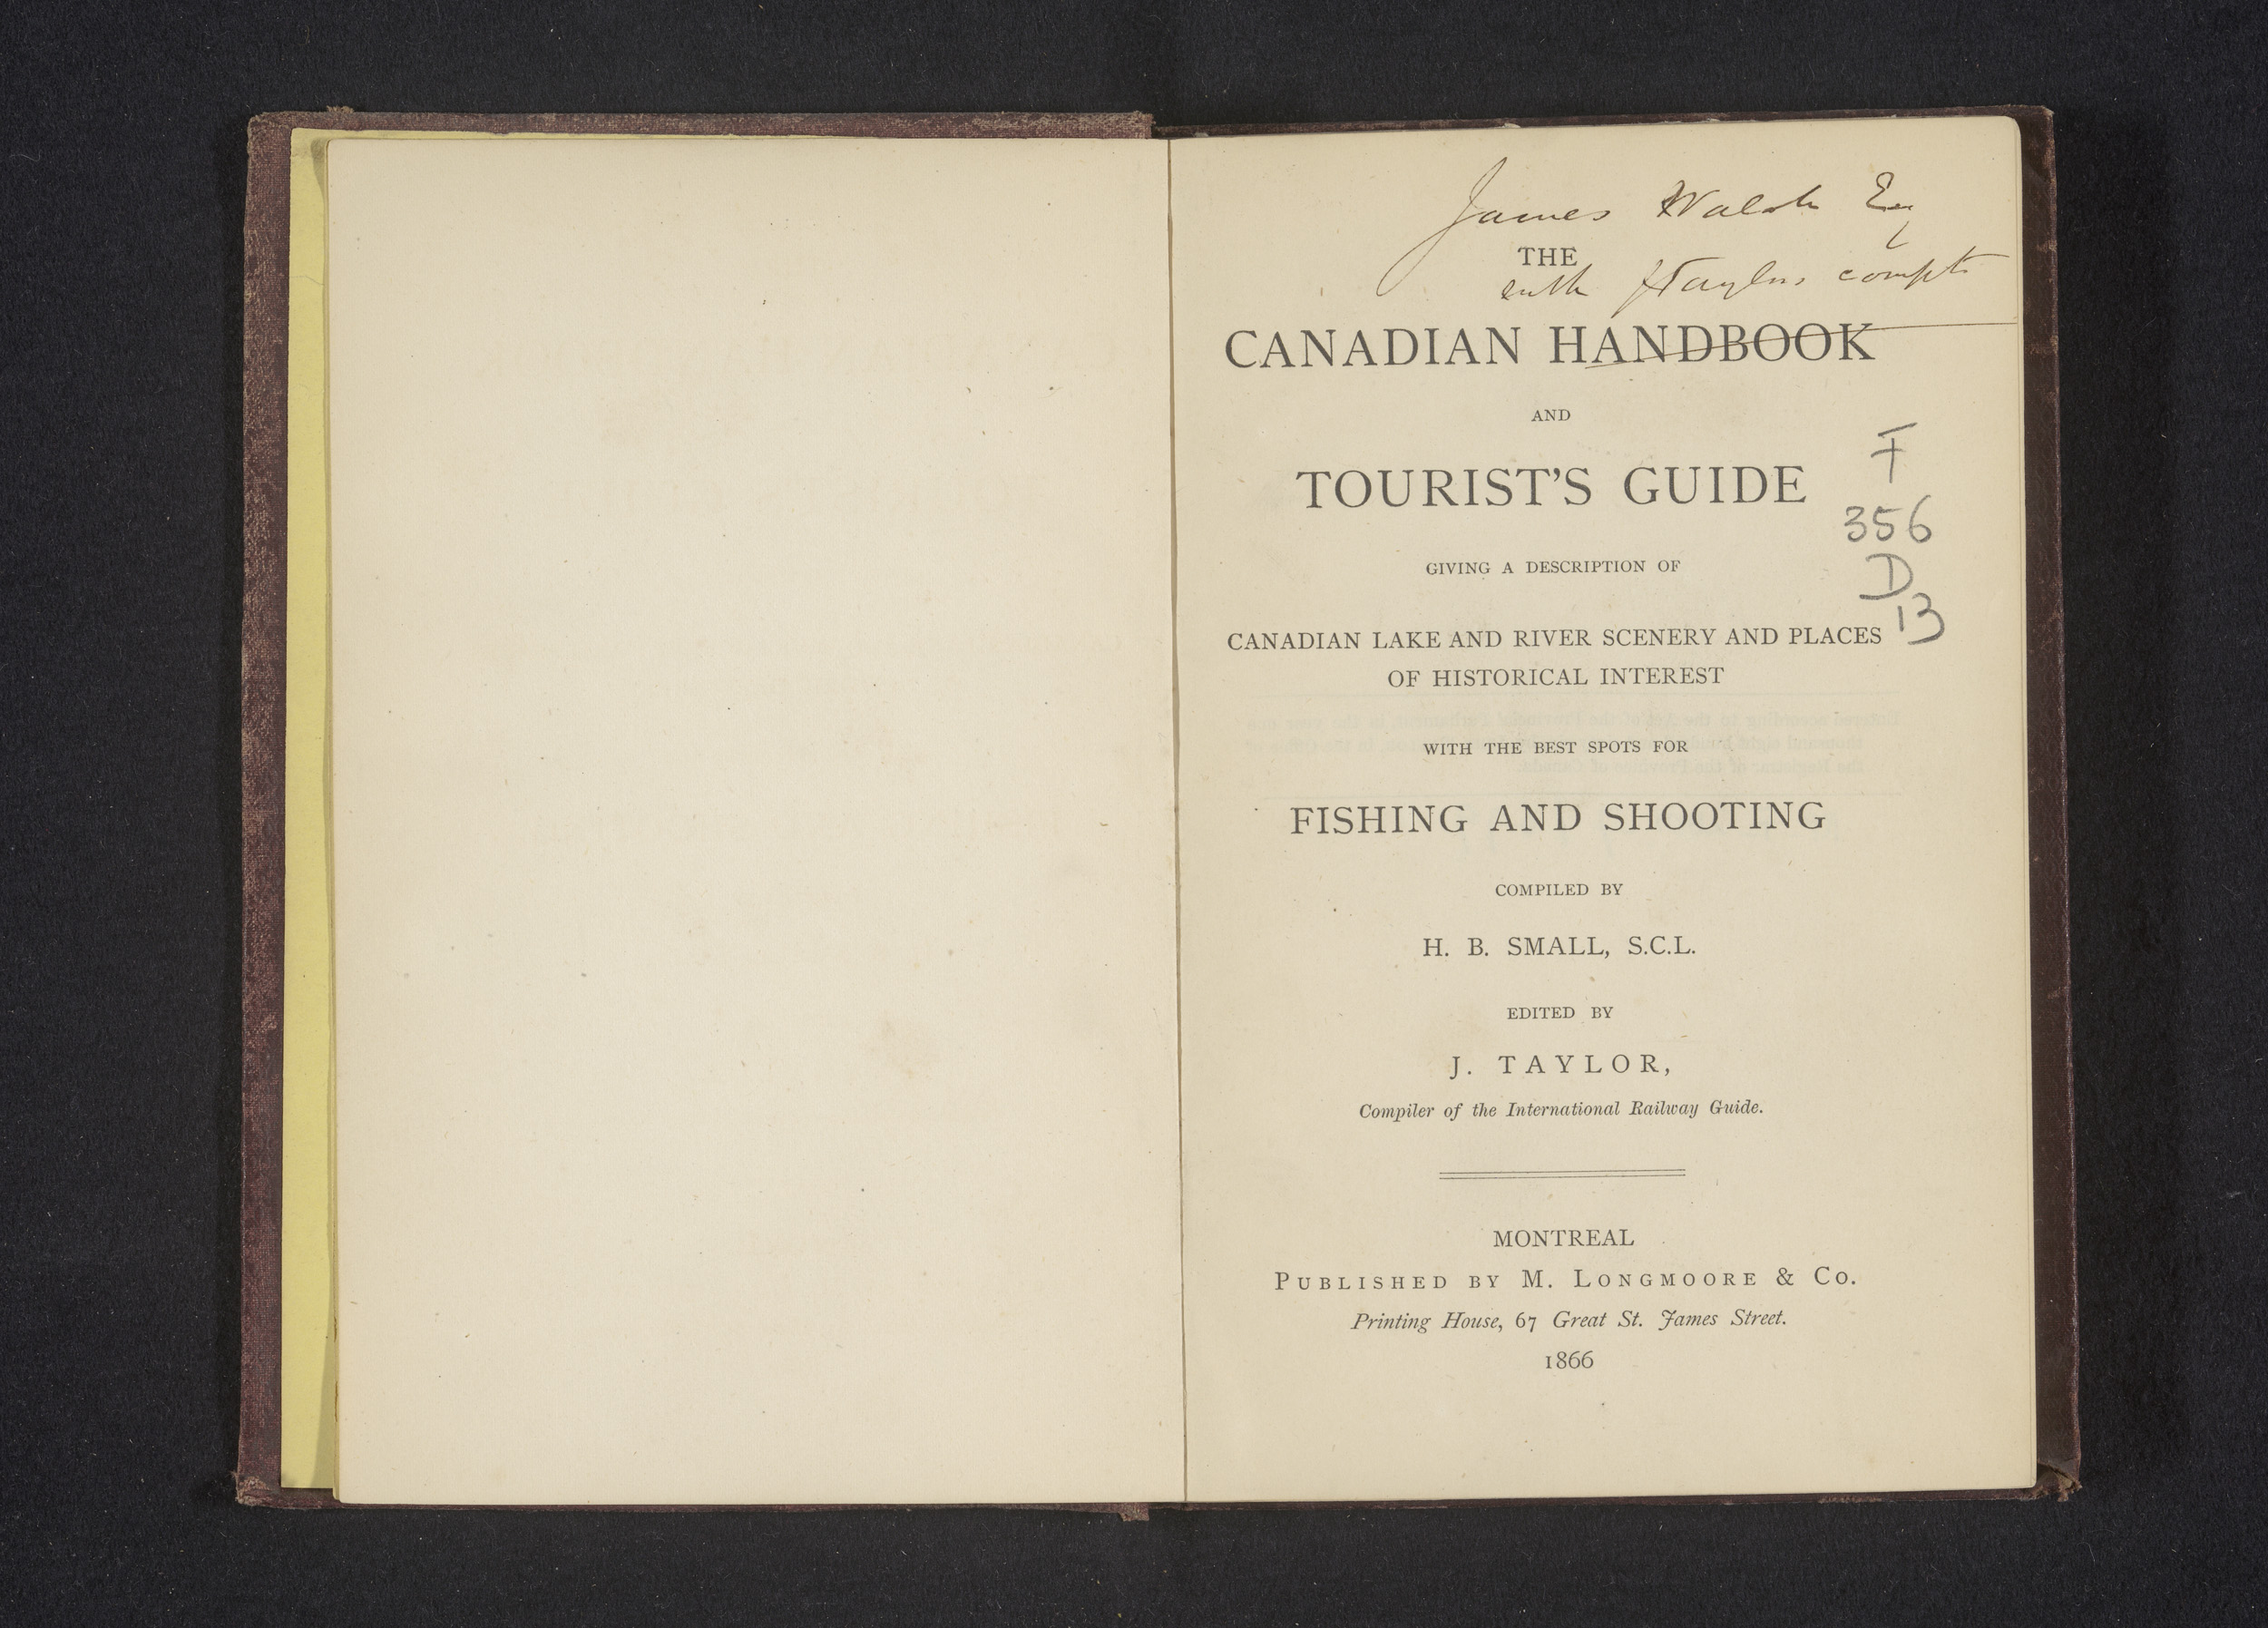 James Walsh Esq
THE
with JTaylors compts
CANADIAN HANDBOOK
AND
TOURIST'S GUIDE
F
356
D
13
GIVING A DESCRIPTION OF
CANADIAN LAKE AND RIVER SCENERY AND PLACES
OF HISTORICAL INTEREST
WITH THE BEST SPOTS FOR
FISHING AND SHOOTING
COMPILED BY
H. B. SMALL, S.C.L.
EDITED BY
J. TAYLOR,
Compiler of the International Railway Guide.
MONTREAL
PUBLISHED BY M. LONGMOORE & CO.
Printing House, 67 Great St. James Street.
1866